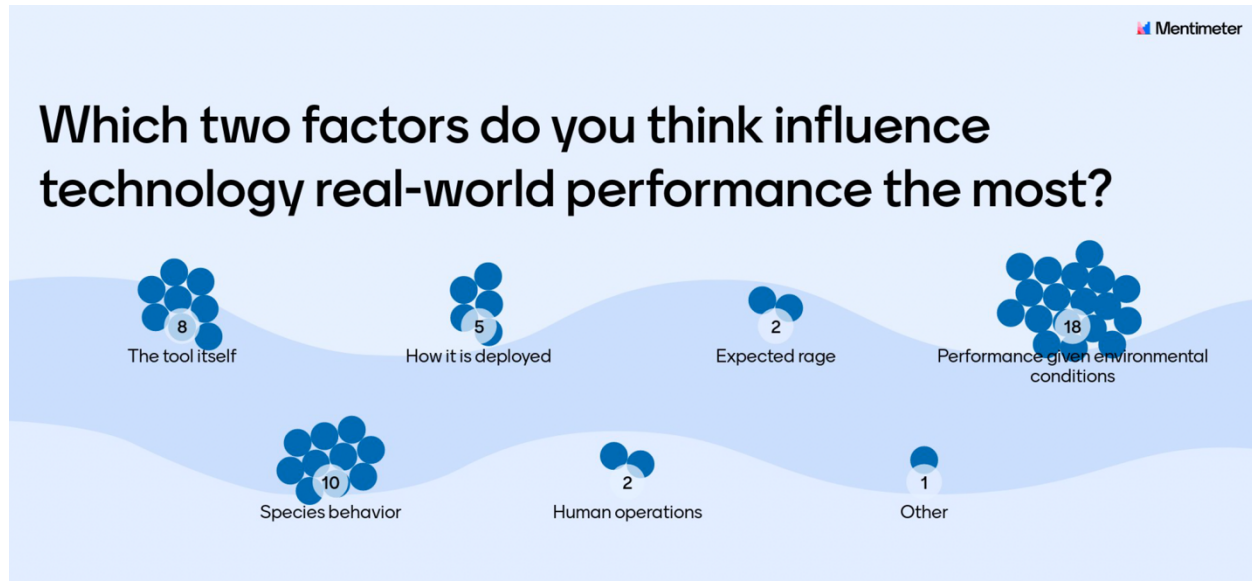 Mentimeter
Which two factors do you think influence
technology real-world performance the most?
8
The tool itself
5
How it is deployed
2
Expected rage
18
Performance given environmental
conditions
10
Species behavior
2
Human operations
1
Other